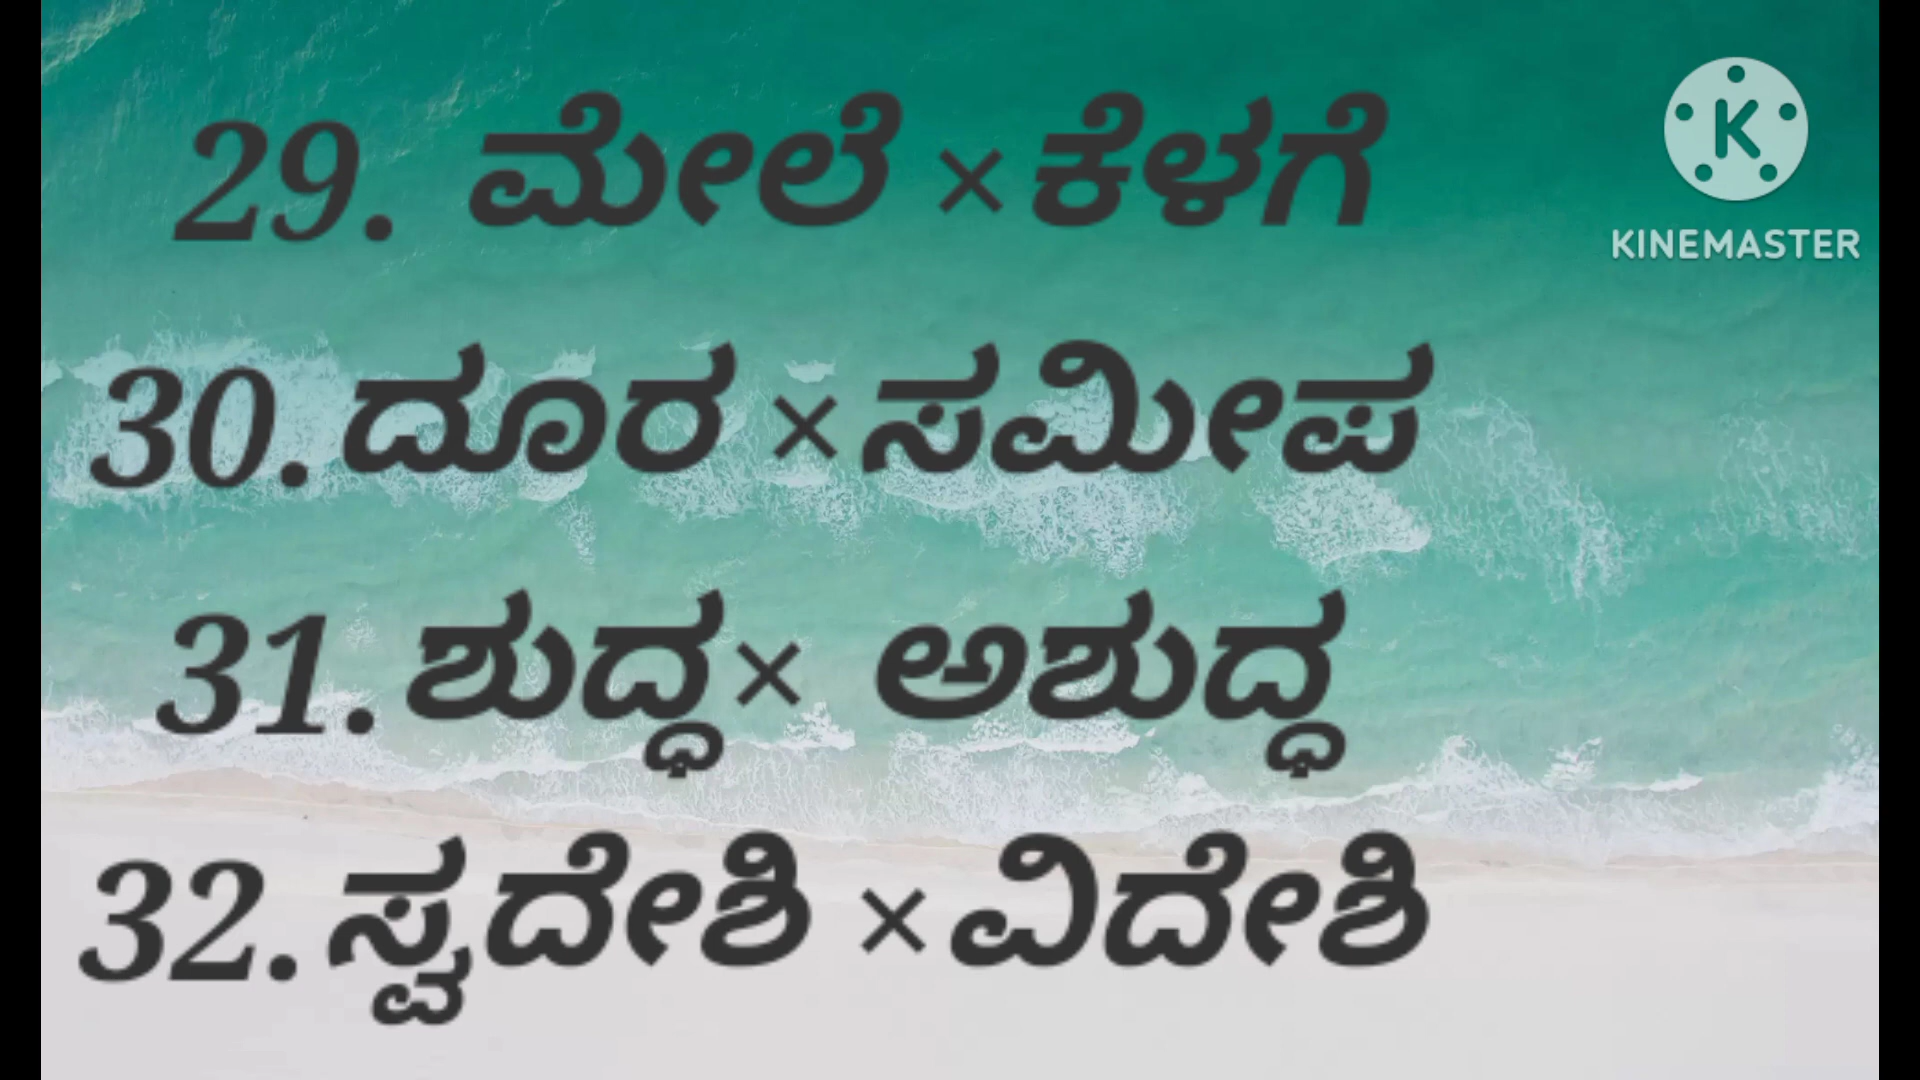 29. ಮೇಲೆ ×ಕೆಳಗೆ
KINEMASTER
30.ದೂರ ×ಸಮೀಪ
31.ಶುದ್ಧ× ಅಶುದ್ಧ
32.ಸ್ವದೇಶಿ ×ವಿದೇಶಿ